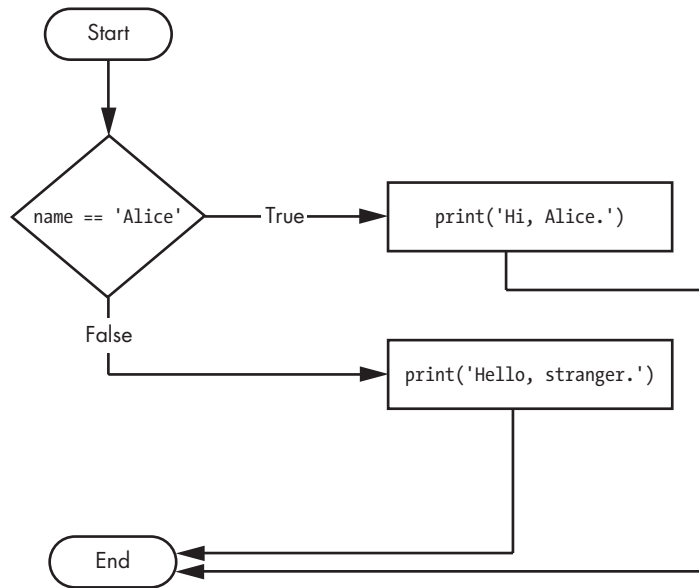 Start
name == 'Alice'
True
print('Hi, Alice.')
False
print('Hello, stranger.')
End